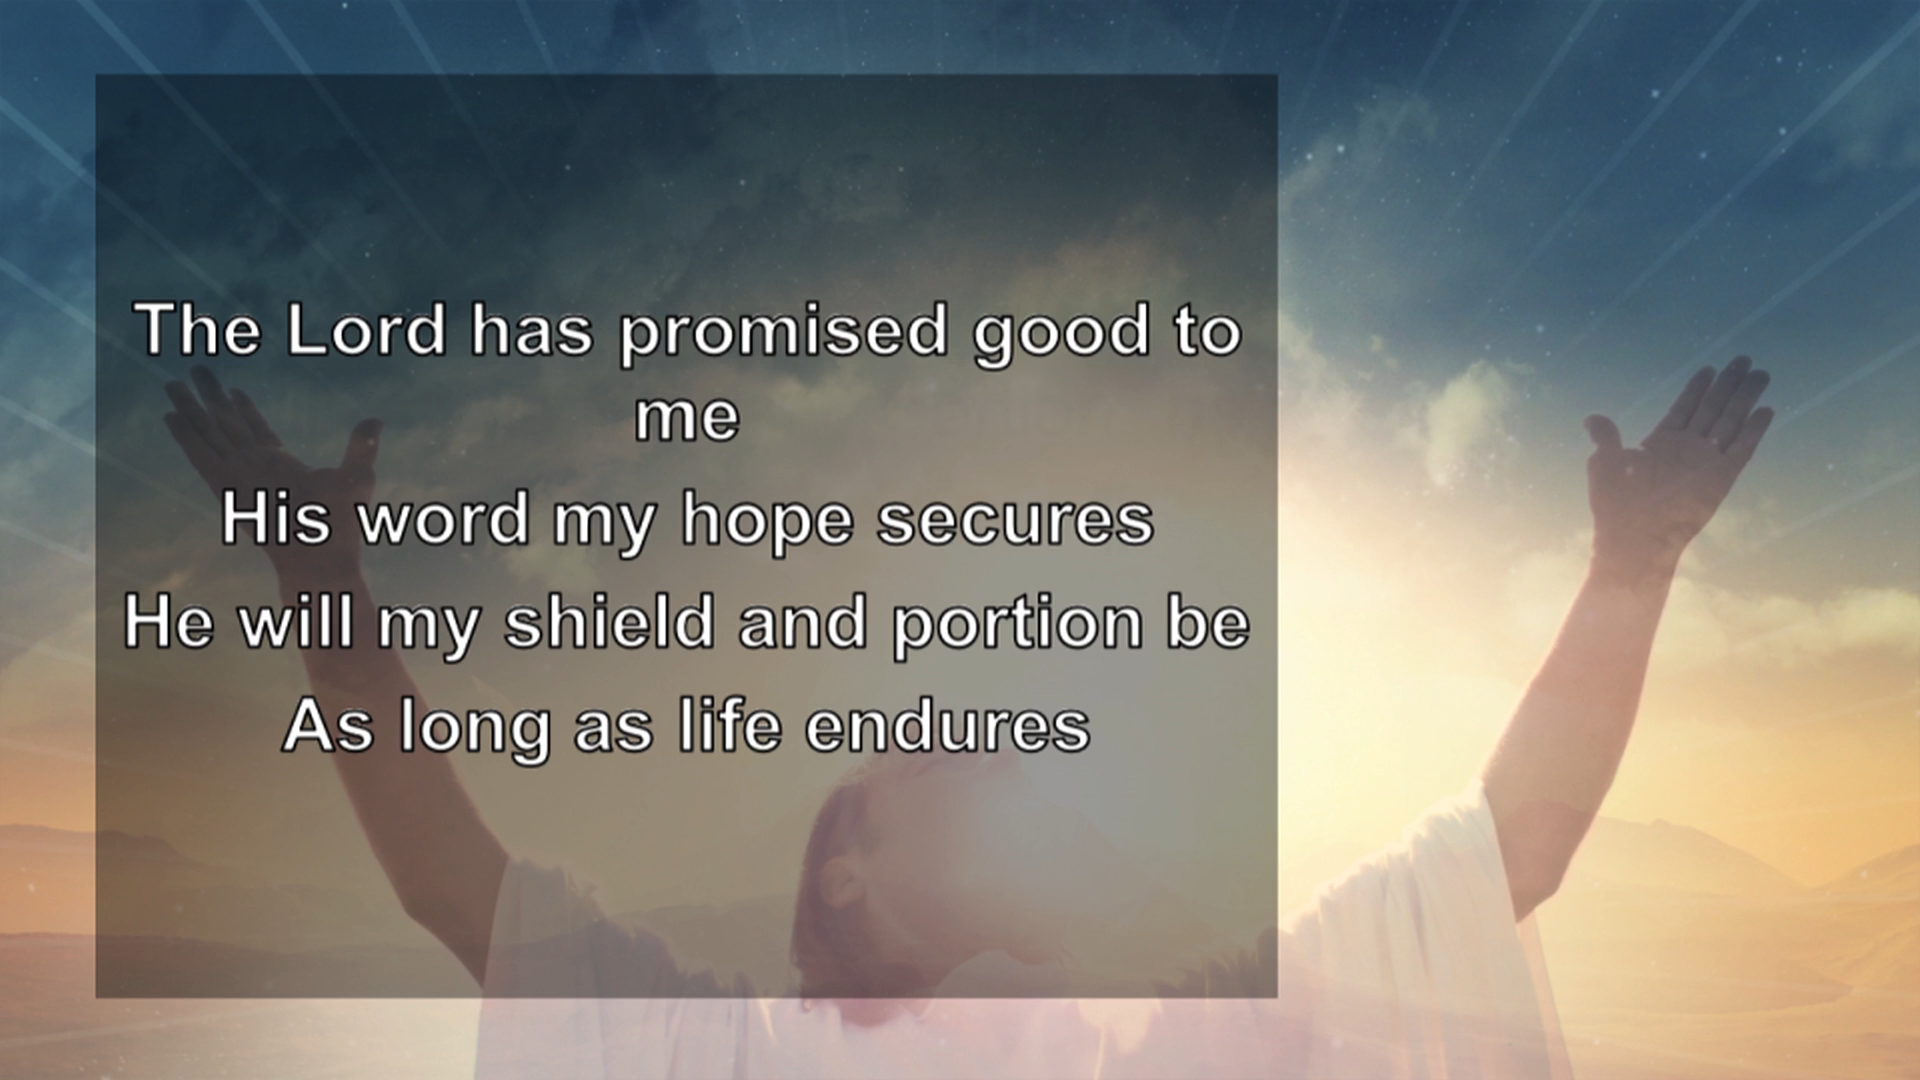 The Lord has promised good to
me
His word my hope secures
He will my shield and portion be
As long as life endures